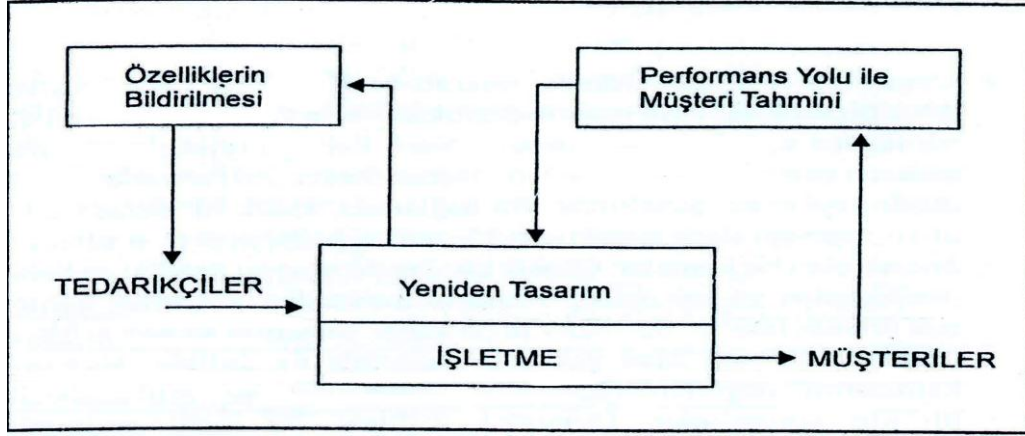 Özelliklerin
Bildirilmesi
Performans Yolu ile
Müşteri Tahmini
TEDARİKÇİLER
Yeniden Tasarım
İŞLETME
MÜŞTERİLER